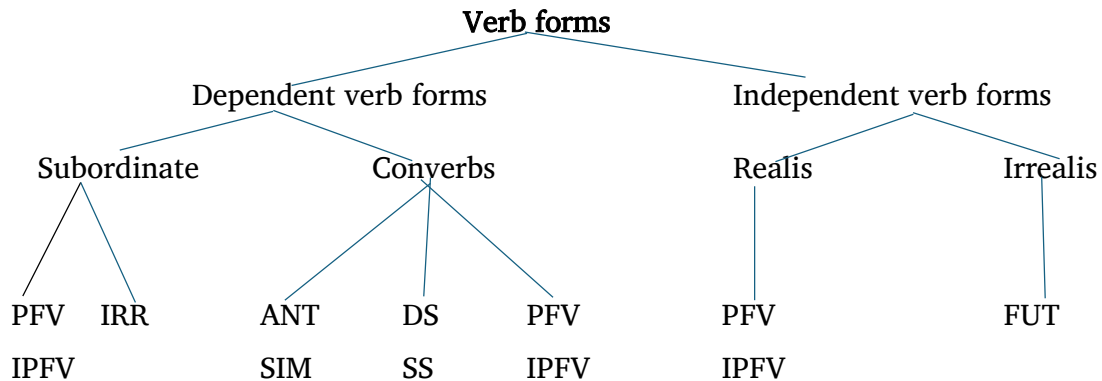 Verb forms
Dependent verb forms Independent verb forms
Subordinate Converbs Realis Irrealis
PFV IRR ANT DS PFV PFV FUT
IPFV SIM SS IPFV IPFV